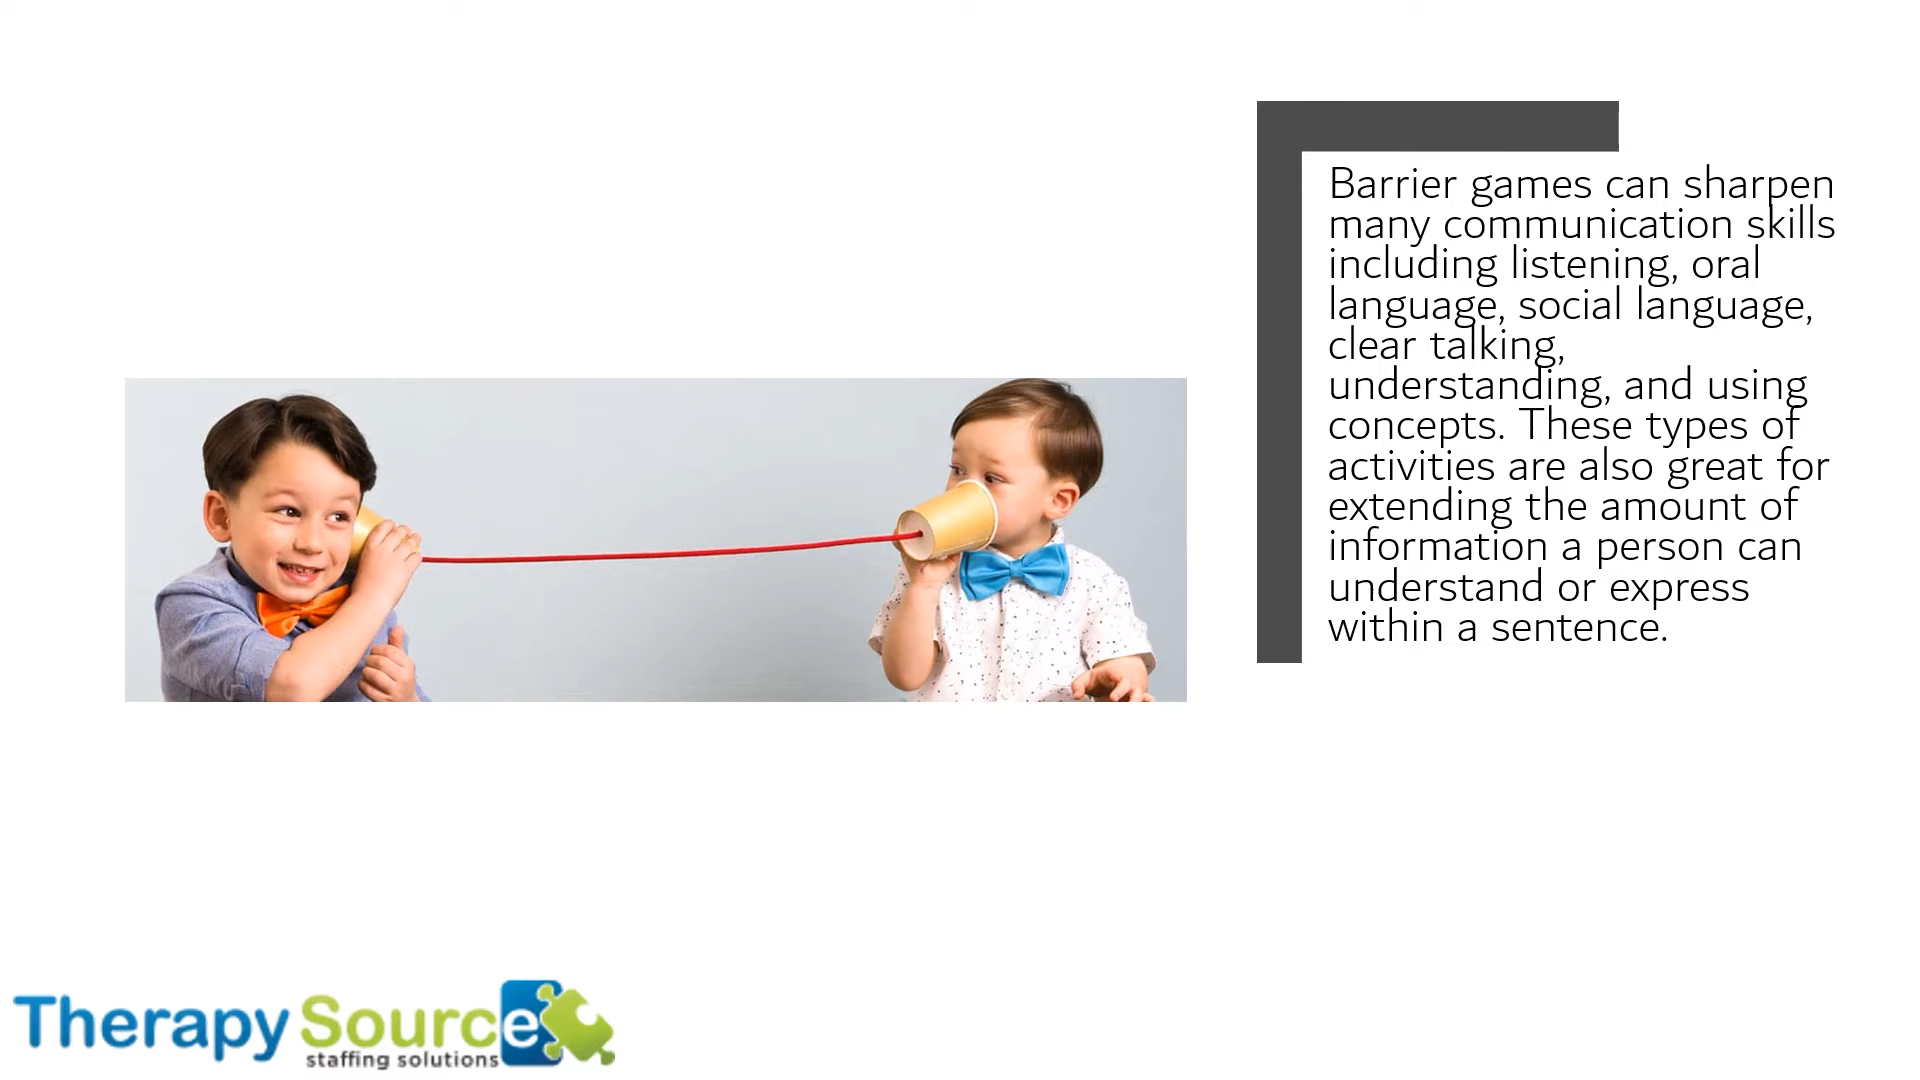 Barrier games can sharpen
many communication skills
including listening, oral
language, social language,
clear talking,
understanding, and using
concepts. These types of
activities are also great for
extending the amount of
information a person can
understand or express
within a sentence.
Therapy Source
staffing solutions